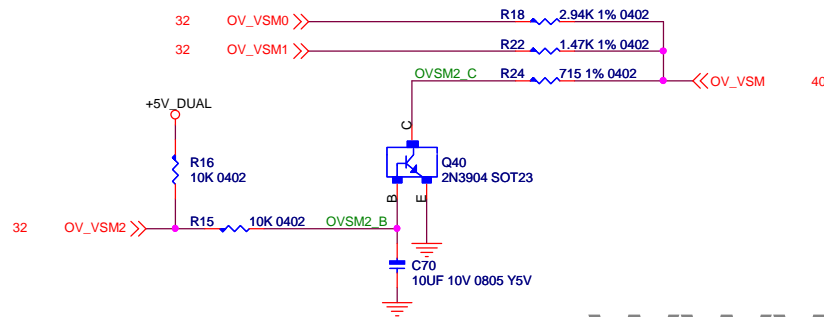 32 OV_VSM0 R18 2.94K 1% 0402
32 OV_VSM1 R22 1.47K 1% 0402
OVSM2_C R24 715 1% 0402 OV_VSM 40
+5V_DUAL
C
R16
10K 0402
Q40
2N3904 SOT23
B E
32 OV_VSM2 R15 10K 0402 OVSM2_B
C70
10UF 10V 0805 Y5V